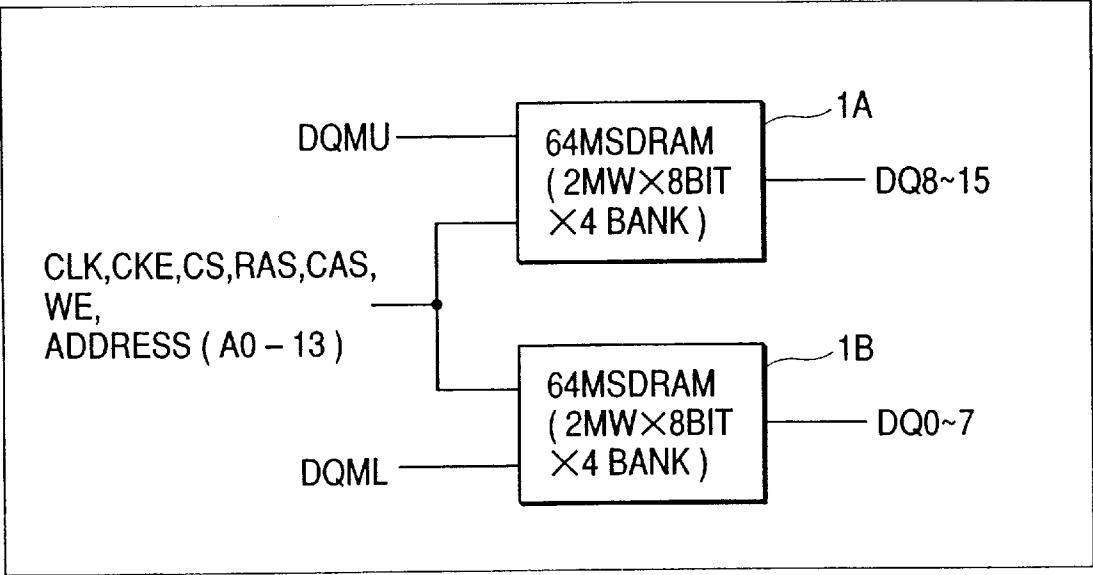 1A
DQMU
64MSDRAM
( 2MW×8BIT
×4 BANK )
DQ8~15
CLK,CKE,CS,RAS,CAS,
WE,
ADDRESS ( A0 – 13 )
1B
64MSDRAM
( 2MW×8BIT
×4 BANK )
DQ0~7
DQML